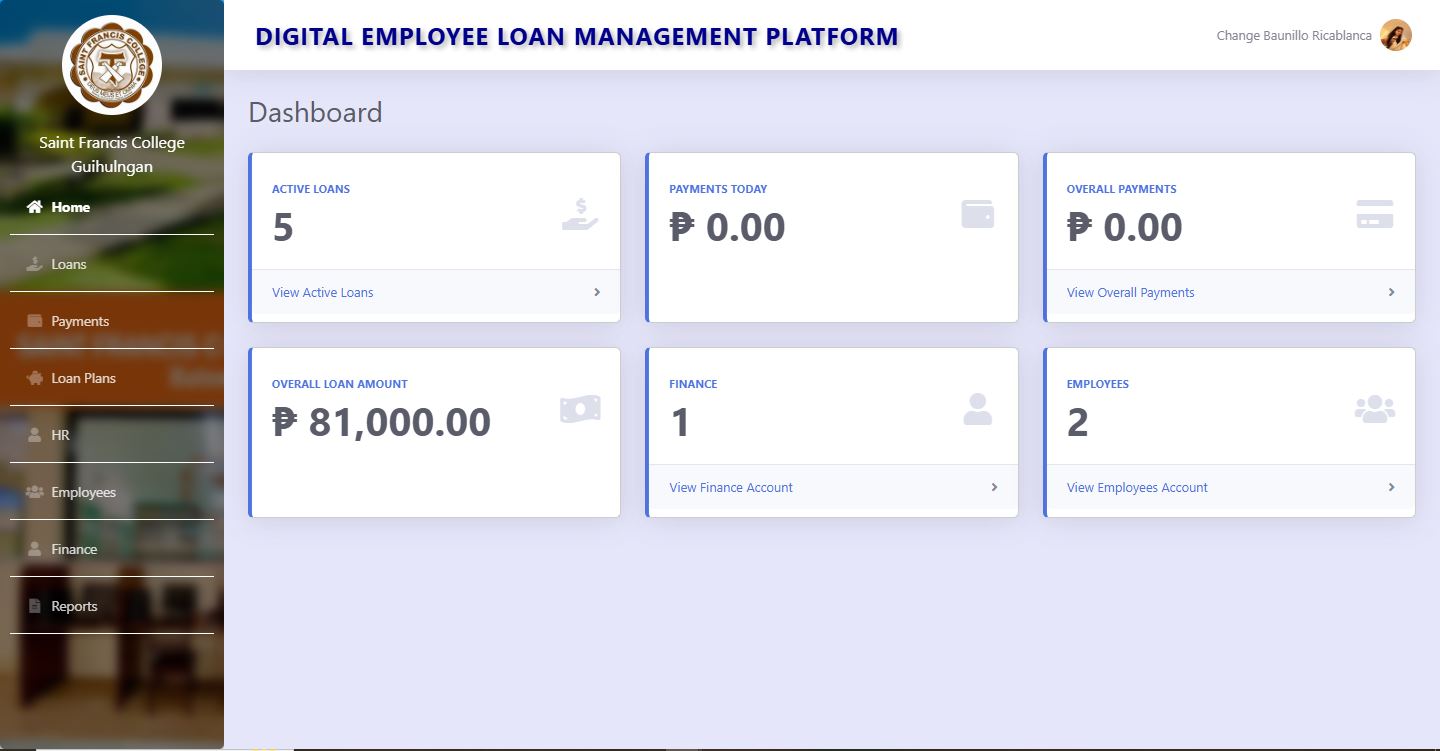 SAINT FRANCIS COLLEGE
Saint Francis College
Guihulngan
Home
Loans
Payments
Loan Plans
HR
Employees
Finance
Reports
DIGITAL EMPLOYEE LOAN MANAGEMENT PLATFORM
Change Baunillo Ricablanca
Dashboard
ACTIVE LOANS
5
View Active Loans
PAYMENTS TODAY
₱ 0.00
OVERALL PAYMENTS
₱ 0.00
View Overall Payments
OVERALL LOAN AMOUNT
₱ 81,000.00
FINANCE
1
View Finance Account
EMPLOYEES
2
View Employees Account